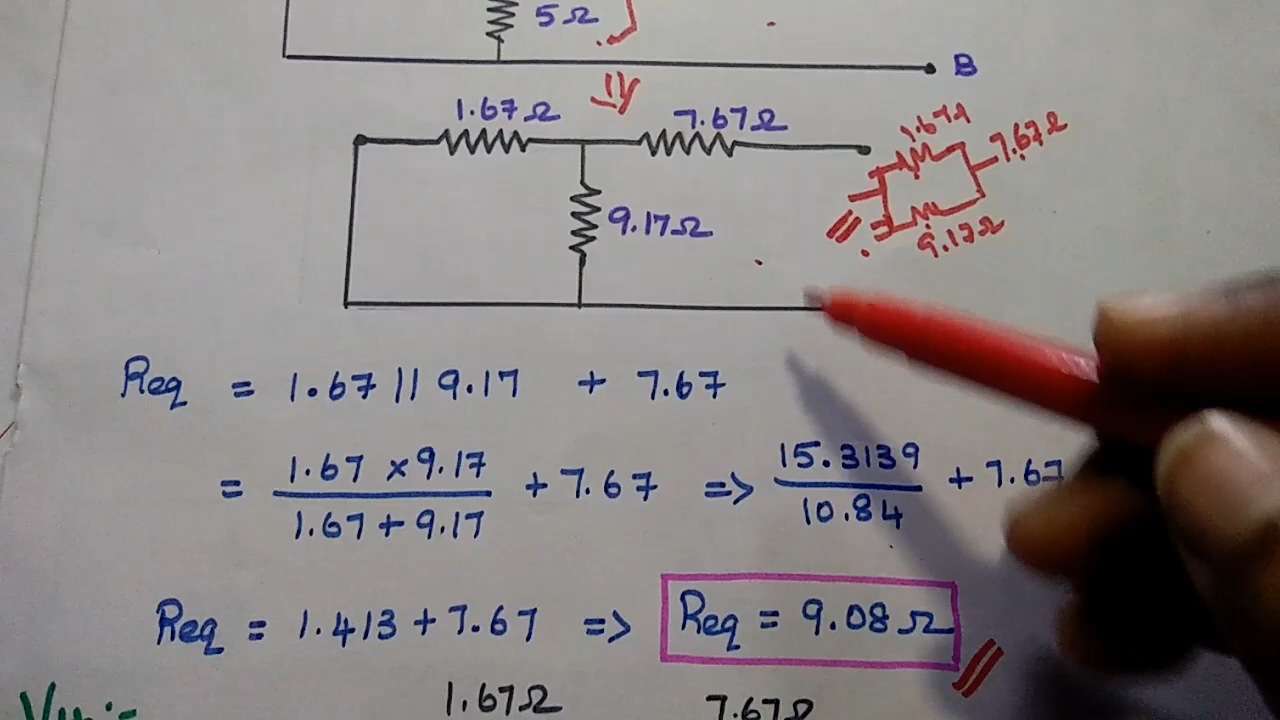 5Ω
B
1.67Ω 7.67Ω
1.67Ω
7.67Ω
9.17Ω
9.17Ω
Req = 1.67 || 9.17 + 7.67
= 1.67 × 9.17 / 1.67 + 9.17 + 7.67 => 15.3139 / 10.84 + 7.67
Req = 1.413 + 7.67 => Req = 9.08Ω
1.67Ω 7.67Ω